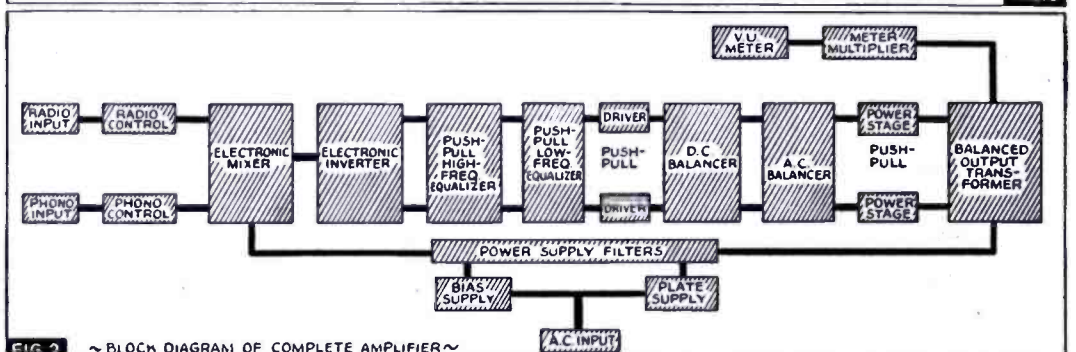 V.U.
METER
METER
MULTIPLIER
RADIO
INPUT
RADIO
CONTROL
PHONO
INPUT
PHONO
CONTROL
ELECTRONIC
MIXER
ELECTRONIC
INVERTER
PUSH-
PULL
HIGH-
FREQ.
EQUALIZER
PUSH-
PULL
LOW-
FREQ.
EQUALIZER
DRIVER
PUSH-
PULL
DRIVER
D.C.
BALANCER
A.C.
BALANCER
POWER
STAGE
PUSH-
PULL
POWER
STAGE
BALANCED
OUTPUT
TRANS-
FORMER
POWER SUPPLY FILTERS
BIAS
SUPPLY
PLATE
SUPPLY
A.C. INPUT
FIG. 2 ~BLOCK DIAGRAM OF COMPLETE AMPLIFIER~